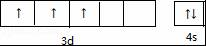 ↑ ↑ ↑ ↑↓
3d 4s